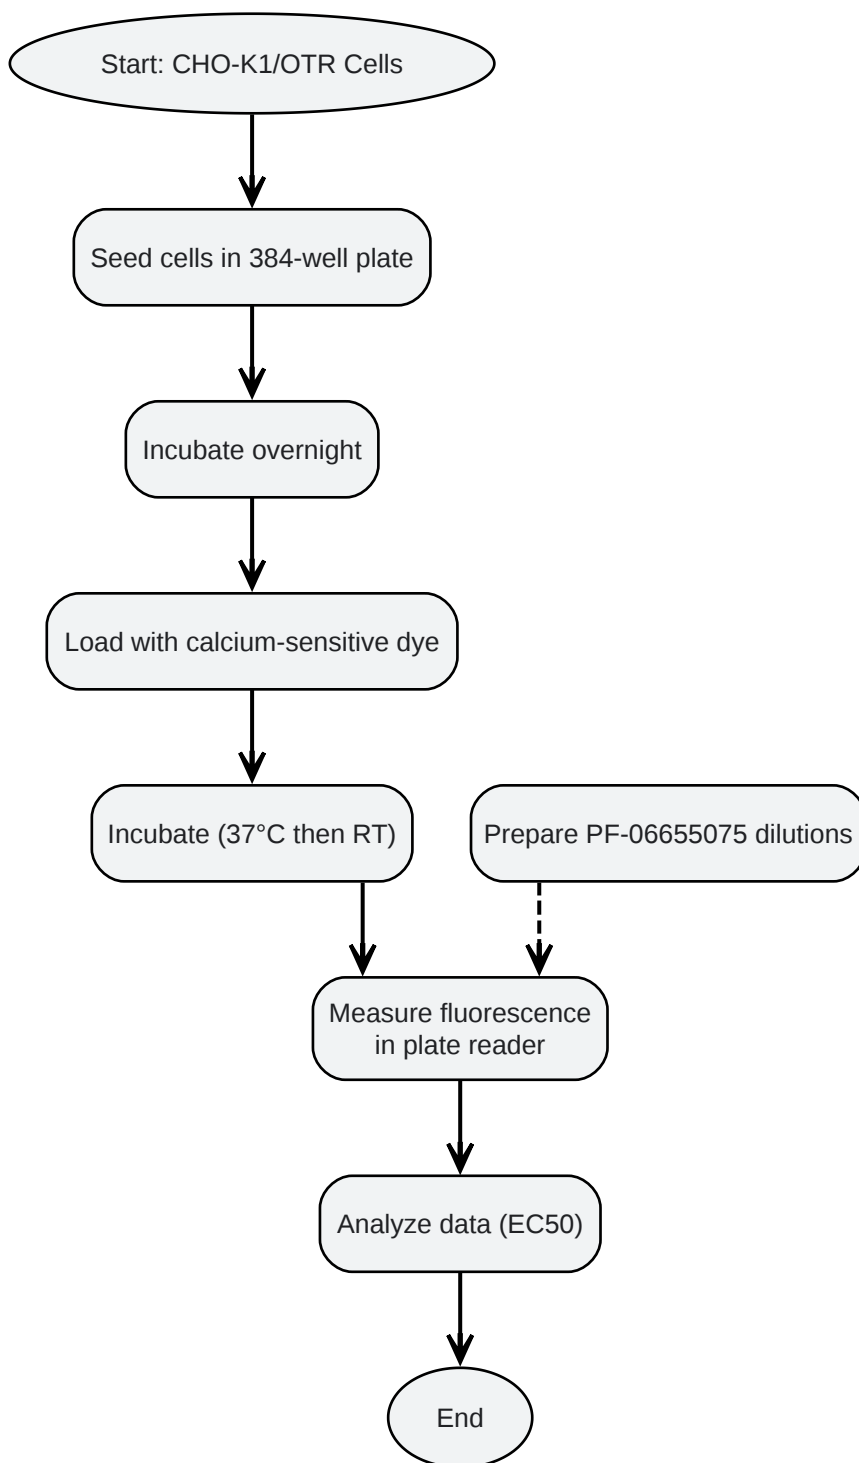 Start: CHO-K1/OTR Cells
Seed cells in 384-well plate
Incubate overnight
Load with calcium-sensitive dye
Incubate (37°C then RT)
Prepare PF-06655075 dilutions
Measure fluorescence
in plate reader
Analyze data (EC50)
End